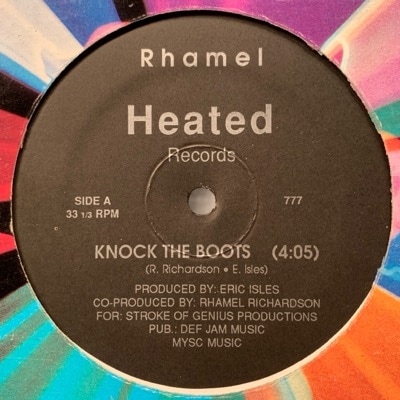 Rhamel
Heated
Records
SIDE A
33 1/3 RPM
777
KNOCK THE BOOTS (4:05)
(R. Richardson • E. Isles)
PRODUCED BY: ERIC ISLES
CO-PRODUCED BY: RHAMEL RICHARDSON
FOR: STROKE OF GENIUS PRODUCTIONS
PUB.: DEF JAM MUSIC
MYSC MUSIC